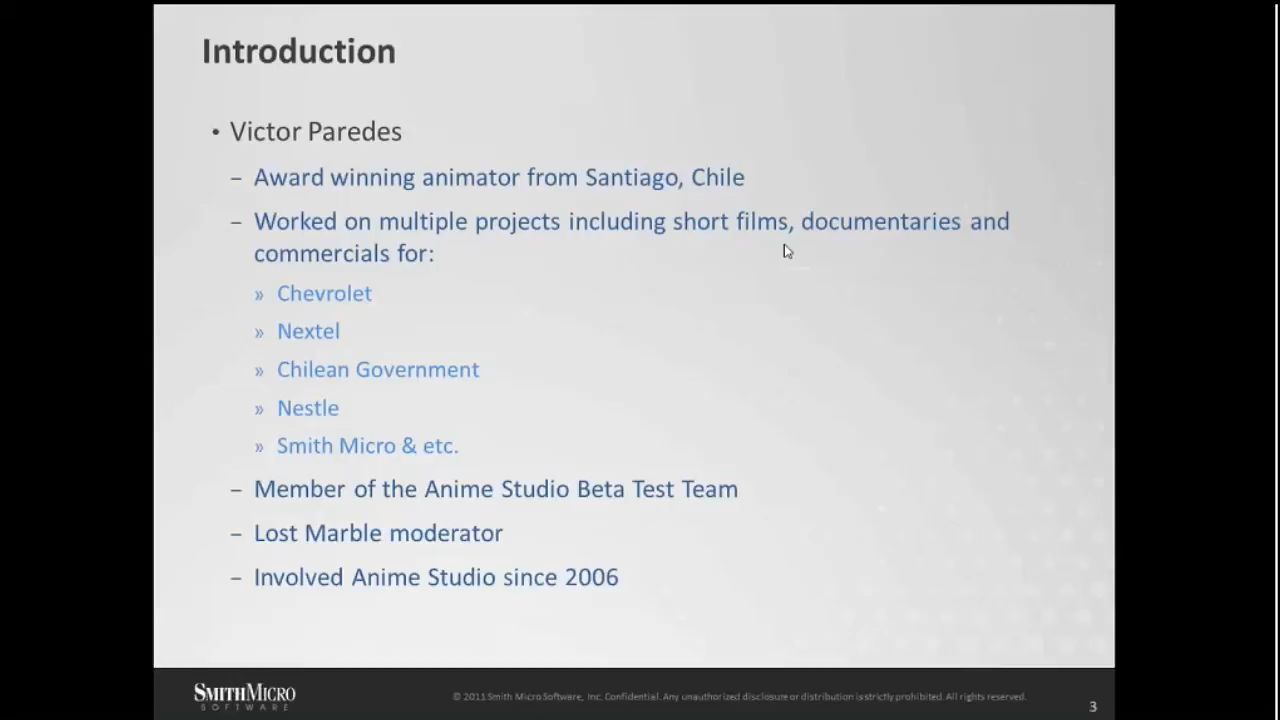 Introduction
• Victor Paredes
– Award winning animator from Santiago, Chile
– Worked on multiple projects including short films, documentaries and
commercials for:
» Chevrolet
» Nextel
» Chilean Government
» Nestle
» Smith Micro & etc.
– Member of the Anime Studio Beta Test Team
– Lost Marble moderator
– Involved Anime Studio since 2006
SMITHMICRO
SOFTWARE
© 2011 Smith Micro Software, Inc. Confidential. Any unauthorized disclosure or distribution is strictly prohibited. All rights reserved.
3